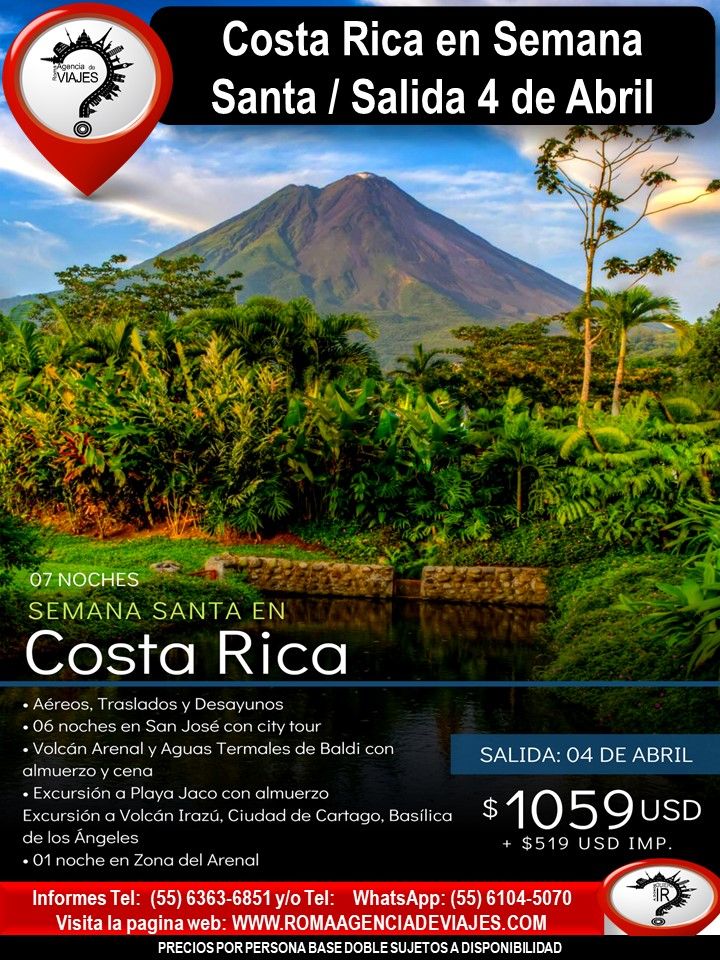 Costa Rica en Semana
Santa / Salida 4 de Abril
Roma Agencia de
VIAJES
07 NOCHES
SEMANA SANTA EN
Costa Rica
• Aéreos, Traslados y Desayunos
• 06 noches en San José con city tour
• Volcán Arenal y Aguas Termales de Baldi con
almuerzo y cena
• Excursión a Playa Jaco con almuerzo
Excursión a Volcán Irazú, Ciudad de Cartago, Basílica
de los Ángeles
• 01 noche en Zona del Arenal
SALIDA: 04 DE ABRIL
$ 1059 USD
+ $519 USD IMP.
Informes Tel: (55) 6363-6851 y/o Tel: WhatsApp: (55) 6104-5070
Visita la pagina web: WWW.ROMAAGENCIADEVIAJES.COM
IR
PRECIOS POR PERSONA BASE DOBLE SUJETOS A DISPONIBILIDAD